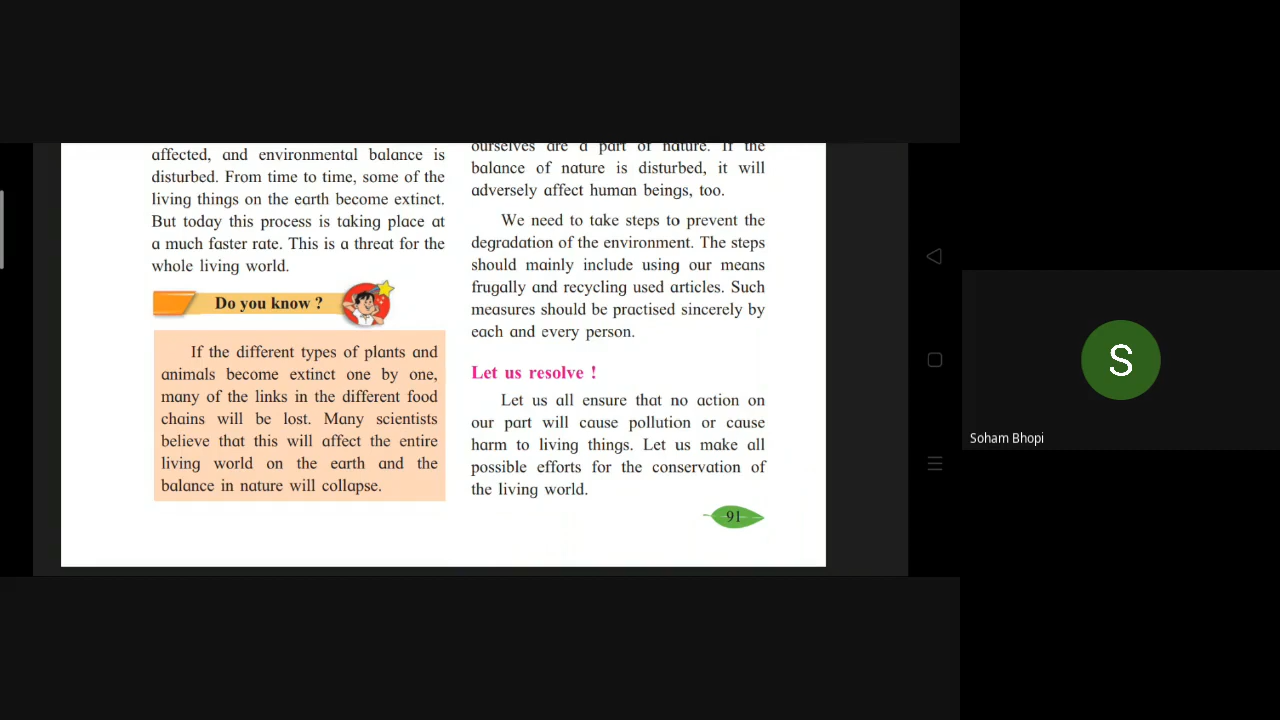 affected, and environmental balance is
disturbed. From time to time, some of the
living things on the earth become extinct.
But today this process is taking place at
a much faster rate. This is a threat for the
whole living world.
Do you know ?
If the different types of plants and
animals become extinct one by one,
many of the links in the different food
chains will be lost. Many scientists
believe that this will affect the entire
living world on the earth and the
balance in nature will collapse.
ourselves are a part of nature. If the
balance of nature is disturbed, it will
adversely affect human beings, too.
We need to take steps to prevent the
degradation of the environment. The steps
should mainly include using our means
frugally and recycling used articles. Such
measures should be practised sincerely by
each and every person.
Let us resolve !
Let us all ensure that no action on
our part will cause pollution or cause
harm to living things. Let us make all
possible efforts for the conservation of
the living world.
91
S
Soham Bhopi